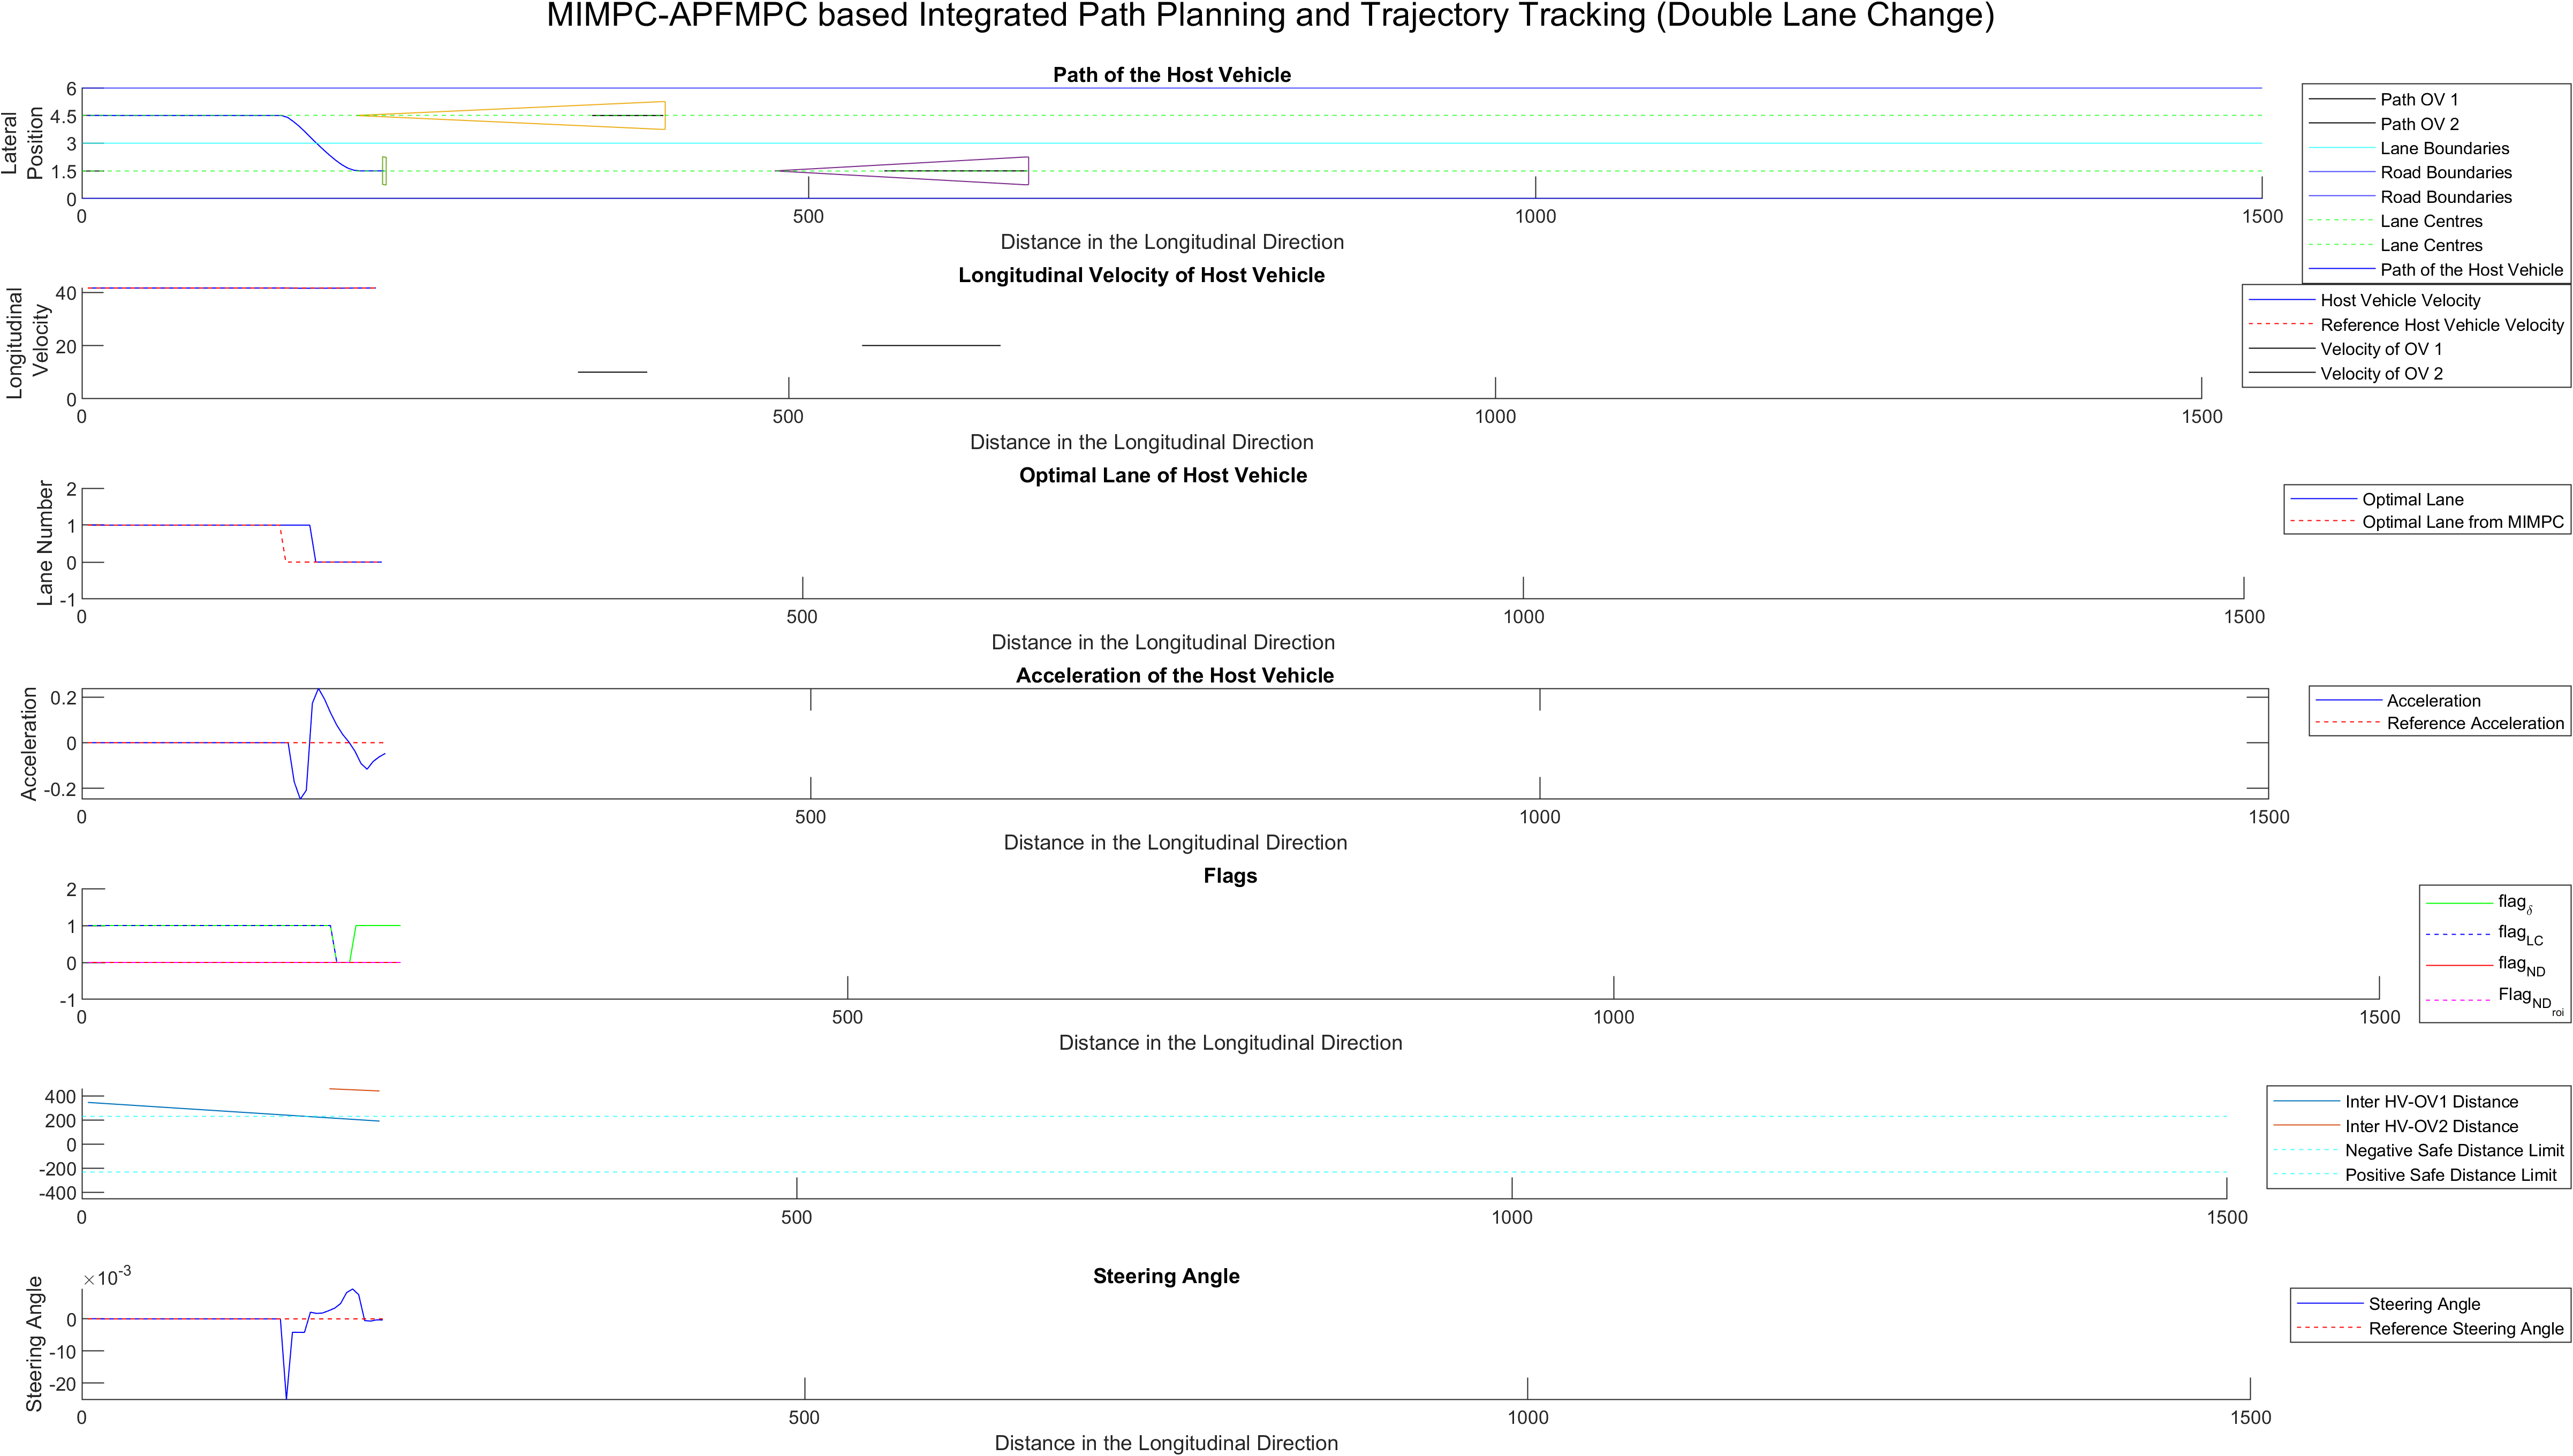 MIMPC-APFMPC based Integrated Path Planning and Trajectory Tracking (Double Lane Change)
Path of the Host Vehicle
Lateral
Position
6
4.5
3
1.5
0
0 500 1000 1500
Distance in the Longitudinal Direction
Path OV 1
Path OV 2
Lane Boundaries
Road Boundaries
Road Boundaries
Lane Centres
Lane Centres
Path of the Host Vehicle
Longitudinal Velocity of Host Vehicle
Longitudinal
Velocity
40
20
0
0 500 1000 1500
Distance in the Longitudinal Direction
Host Vehicle Velocity
Reference Host Vehicle Velocity
Velocity of OV 1
Velocity of OV 2
Optimal Lane of Host Vehicle
Lane Number
2
1
0
-1
0 500 1000 1500
Distance in the Longitudinal Direction
Optimal Lane
Optimal Lane from MIMPC
Acceleration of the Host Vehicle
Acceleration
0.2
0
-0.2
0 500 1000 1500
Distance in the Longitudinal Direction
Acceleration
Reference Acceleration
Flags
2
1
0
-1
0 500 1000 1500
Distance in the Longitudinal Direction
flag_δ
flag_LC
flag_ND
Flag_ND_roi
400
200
0
-200
-400
0 500 1000 1500
Inter HV-OV1 Distance
Inter HV-OV2 Distance
Negative Safe Distance Limit
Positive Safe Distance Limit
Steering Angle
Steering Angle
×10^-3
0
-10
-20
0 500 1000 1500
Distance in the Longitudinal Direction
Steering Angle
Reference Steering Angle